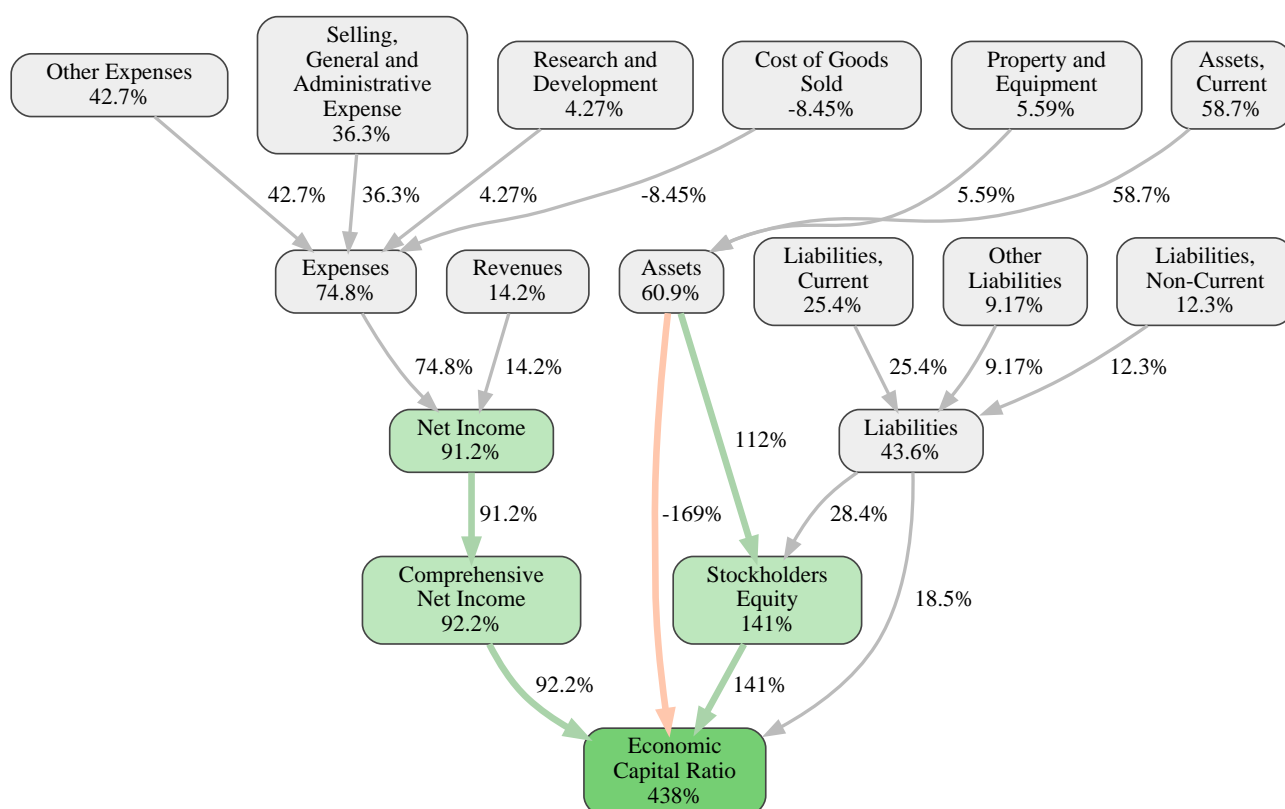 Other Expenses
42.7%
Selling,
General and
Administrative
Expense
36.3%
Research and
Development
4.27%
Cost of Goods
Sold
-8.45%
Property and
Equipment
5.59%
Assets,
Current
58.7%
42.7%
36.3%
4.27%
-8.45%
5.59%
58.7%
Expenses
74.8%
Revenues
14.2%
Assets
60.9%
Liabilities,
Current
25.4%
Other
Liabilities
9.17%
Liabilities,
Non-Current
12.3%
74.8%
14.2%
25.4%
9.17%
12.3%
Net Income
91.2%
112%
Liabilities
43.6%
91.2%
-169%
28.4%
Comprehensive
Net Income
92.2%
Stockholders
Equity
141%
18.5%
92.2%
141%
Economic
Capital Ratio
438%